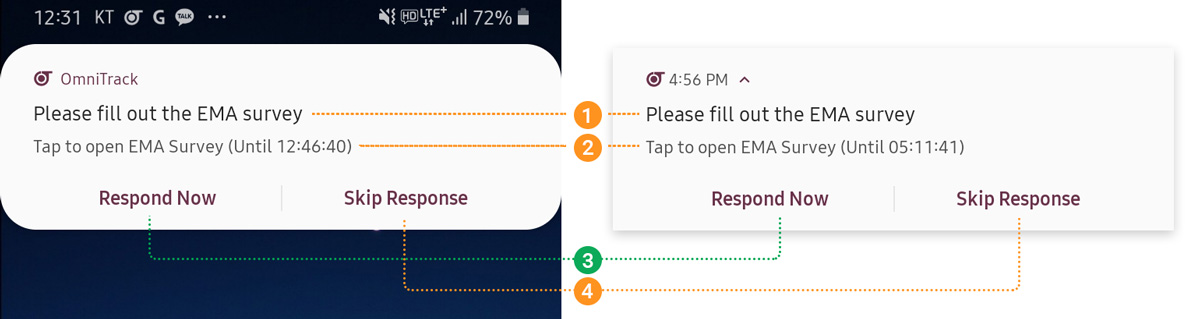 12:31 KT G TALK HD LTE+ 72%
OmniTrack
Please fill out the EMA survey
Tap to open EMA Survey (Until 12:46:40)
Respond Now Skip Response
1
2
3
4
4:56 PM
Please fill out the EMA survey
Tap to open EMA Survey (Until 05:11:41)
Respond Now Skip Response